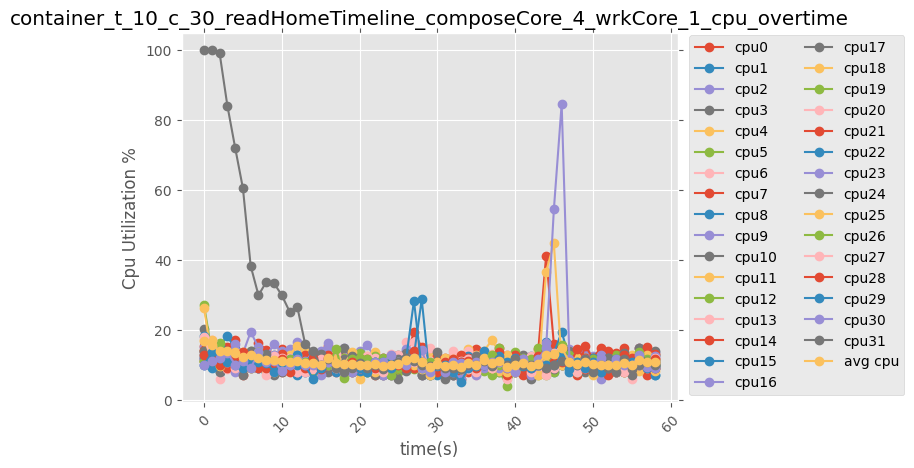 container_t_10_c_30_readHomeTimeline_composeCore_4_wrkCore_1_cpu_overtime
Cpu Utilization %
100
80
60
40
20
0
0
10
20
30
40
50
60
time(s)
cpu0
cpu1
cpu2
cpu3
cpu4
cpu5
cpu6
cpu7
cpu8
cpu9
cpu10
cpu11
cpu12
cpu13
cpu14
cpu15
cpu16
cpu17
cpu18
cpu19
cpu20
cpu21
cpu22
cpu23
cpu24
cpu25
cpu26
cpu27
cpu28
cpu29
cpu30
cpu31
avg cpu